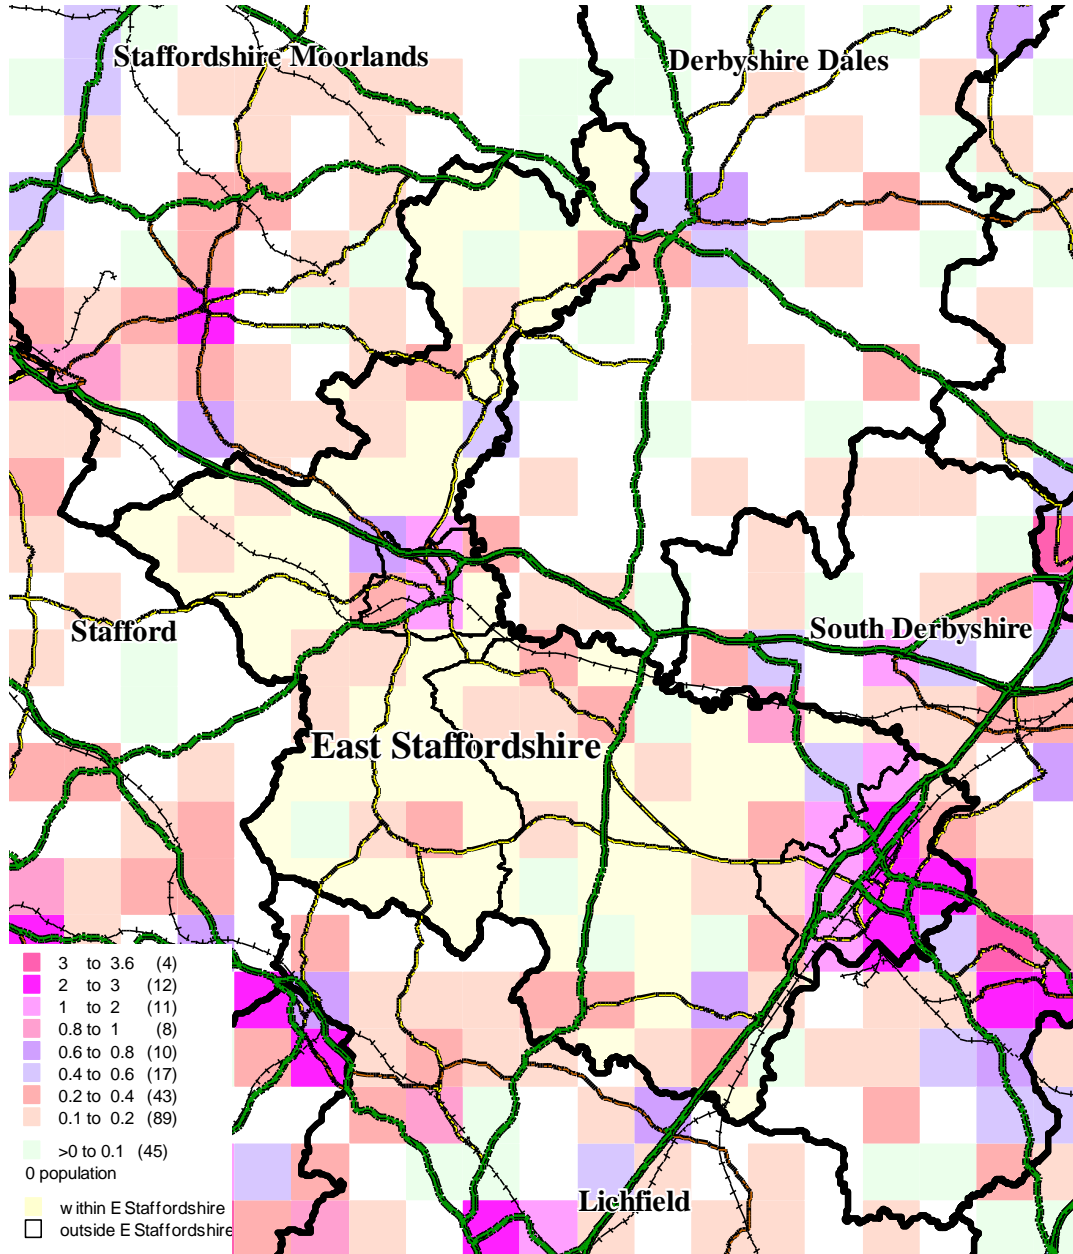 Staffordshire Moorlands
Derbyshire Dales
Stafford
South Derbyshire
East Staffordshire
Lichfield
3 to 3.6 (4)
2 to 3 (12)
1 to 2 (11)
0.8 to 1 (8)
0.6 to 0.8 (10)
0.4 to 0.6 (17)
0.2 to 0.4 (43)
0.1 to 0.2 (89)
>0 to 0.1 (45)
0 population
within E Staffordshire
outside E Staffordshire